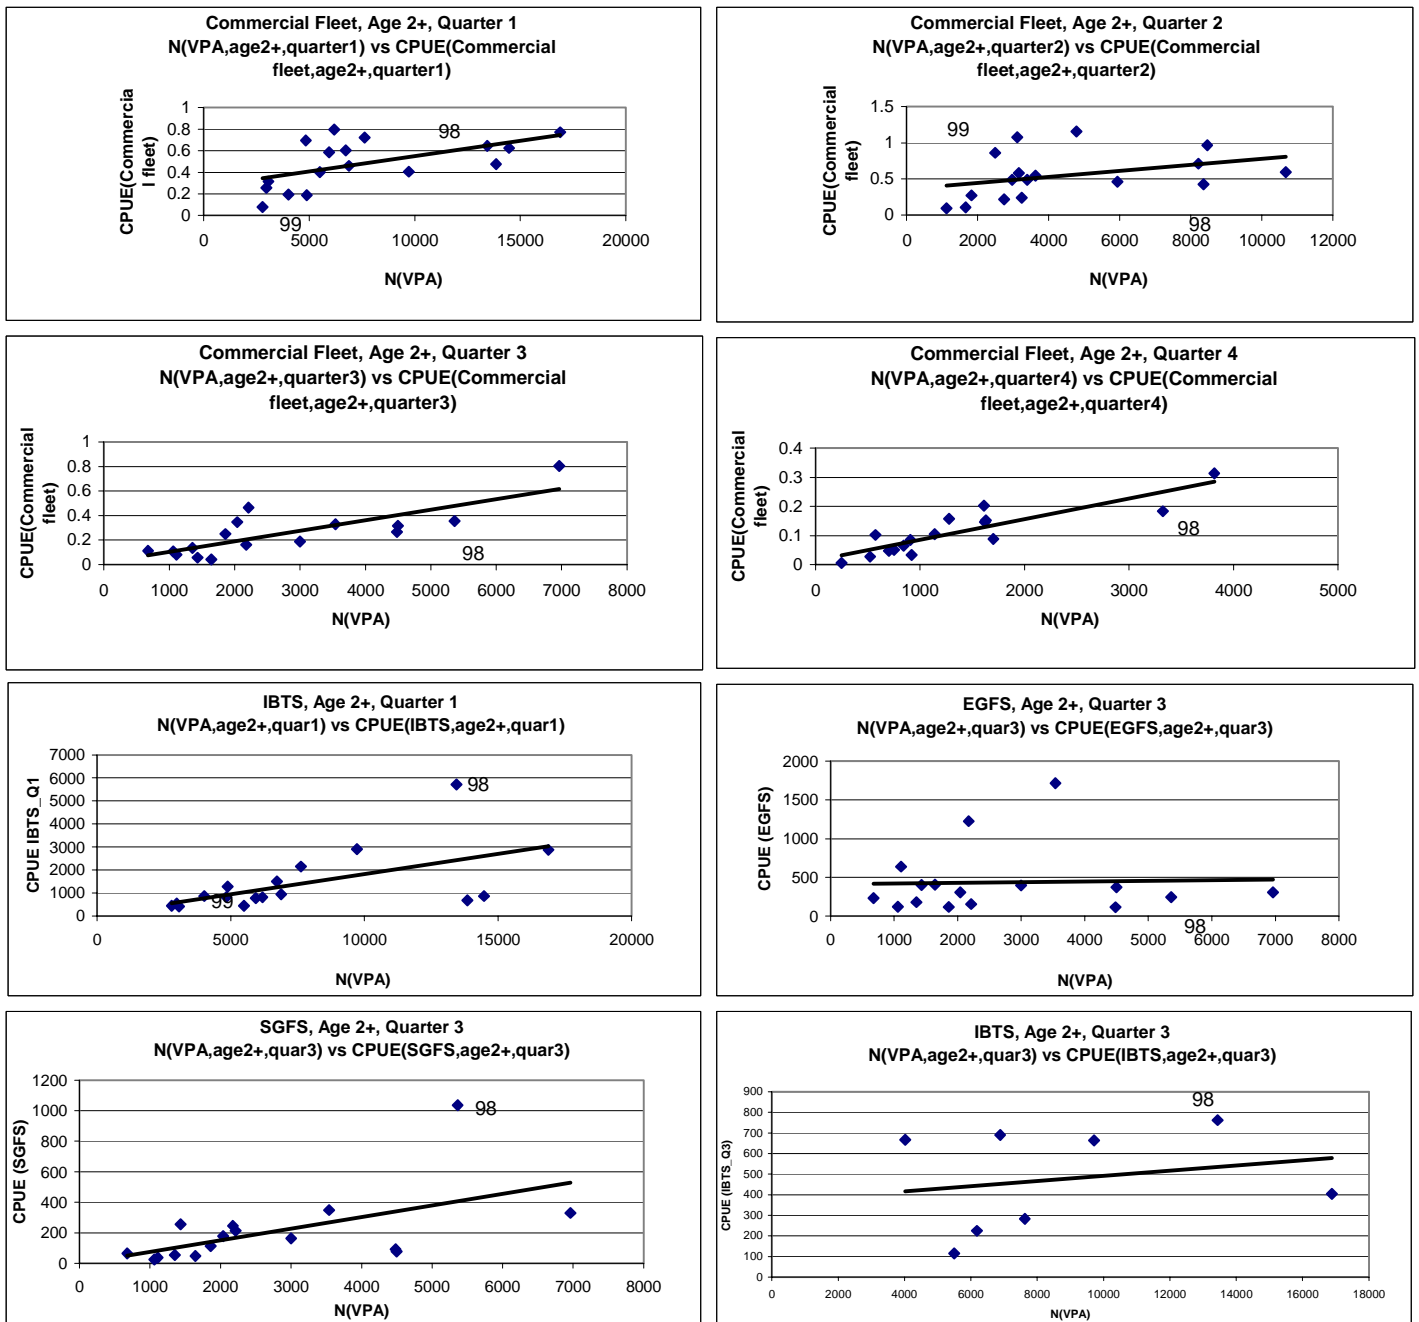 Commercial Fleet, Age 2+, Quarter 1
N(VPA,age2+,quarter1) vs CPUE(Commercial
fleet,age2+,quarter1)
CPUE(Commercia
l fleet)
1
0.8
0.6
0.4
0.2
0
98
99
0 5000 10000 15000 20000
N(VPA)
Commercial Fleet, Age 2+, Quarter 2
N(VPA,age2+,quarter2) vs CPUE(Commercial
fleet,age2+,quarter2)
CPUE(Commercial
fleet)
1.5
1
0.5
0
99
98
0 2000 4000 6000 8000 10000 12000
N(VPA)
Commercial Fleet, Age 2+, Quarter 3
N(VPA,age2+,quarter3) vs CPUE(Commercial
fleet,age2+,quarter3)
CPUE(Commercial
fleet)
1
0.8
0.6
0.4
0.2
0
98
0 1000 2000 3000 4000 5000 6000 7000 8000
N(VPA)
Commercial Fleet, Age 2+, Quarter 4
N(VPA,age2+,quarter4) vs CPUE(Commercial
fleet,age2+,quarter4)
CPUE(Commercial
fleet)
0.4
0.3
0.2
0.1
0
98
0 1000 2000 3000 4000 5000
N(VPA)
IBTS, Age 2+, Quarter 1
N(VPA,age2+,quar1) vs CPUE(IBTS,age2+,quar1)
CPUE IBTS_Q1
7000
6000
5000
4000
3000
2000
1000
0
98
99
0 5000 10000 15000 20000
N(VPA)
EGFS, Age 2+, Quarter 3
N(VPA,age2+,quar3) vs CPUE(EGFS,age2+,quar3)
CPUE (EGFS)
2000
1500
1000
500
0
98
0 1000 2000 3000 4000 5000 6000 7000 8000
N(VPA)
SGFS, Age 2+, Quarter 3
N(VPA,age2+,quar3) vs CPUE(SGFS,age2+,quar3)
CPUE (SGFS)
1200
1000
800
600
400
200
0
98
0 1000 2000 3000 4000 5000 6000 7000 8000
N(VPA)
IBTS, Age 2+, Quarter 3
N(VPA,age2+,quar3) vs CPUE(IBTS,age2+,quar3)
CPUE (IBTS_Q3)
900
800
700
600
500
400
300
200
100
0
98
0 2000 4000 6000 8000 10000 12000 14000 16000 18000
N(VPA)